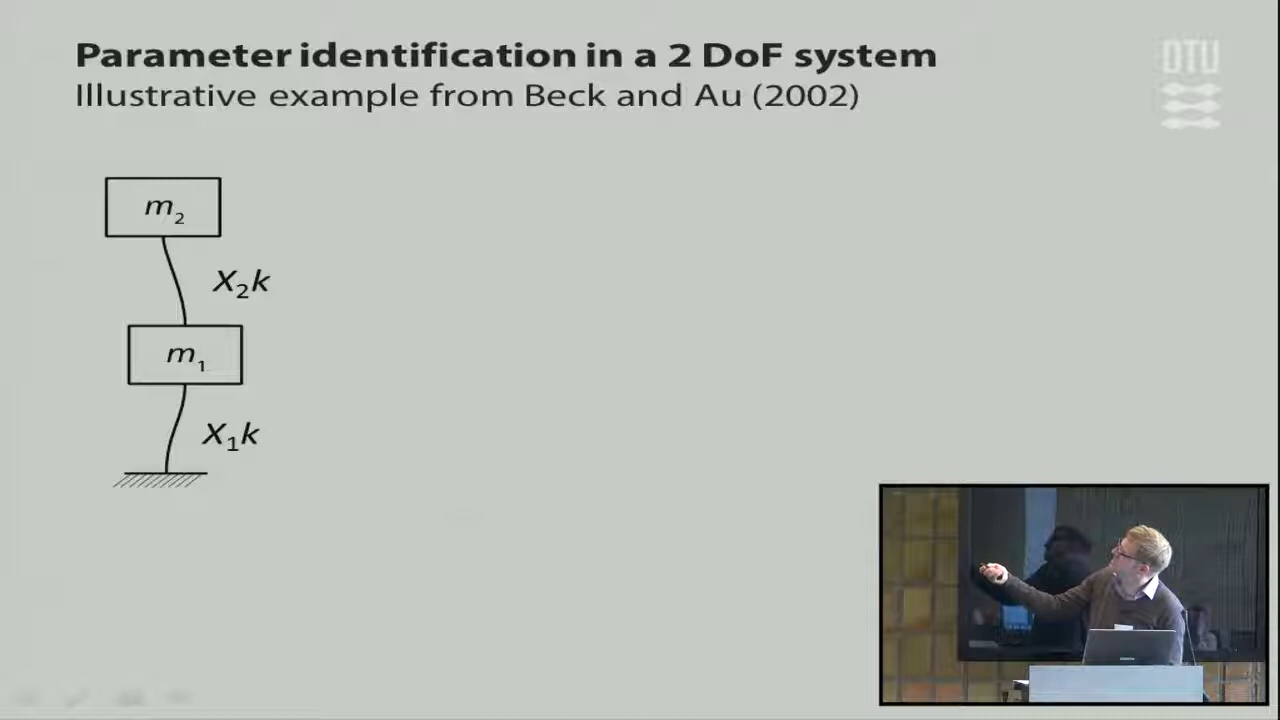 Parameter identification in a 2 DoF system
Illustrative example from Beck and Au (2002)
DTU
m₂
X₂k
m₁
X₁k